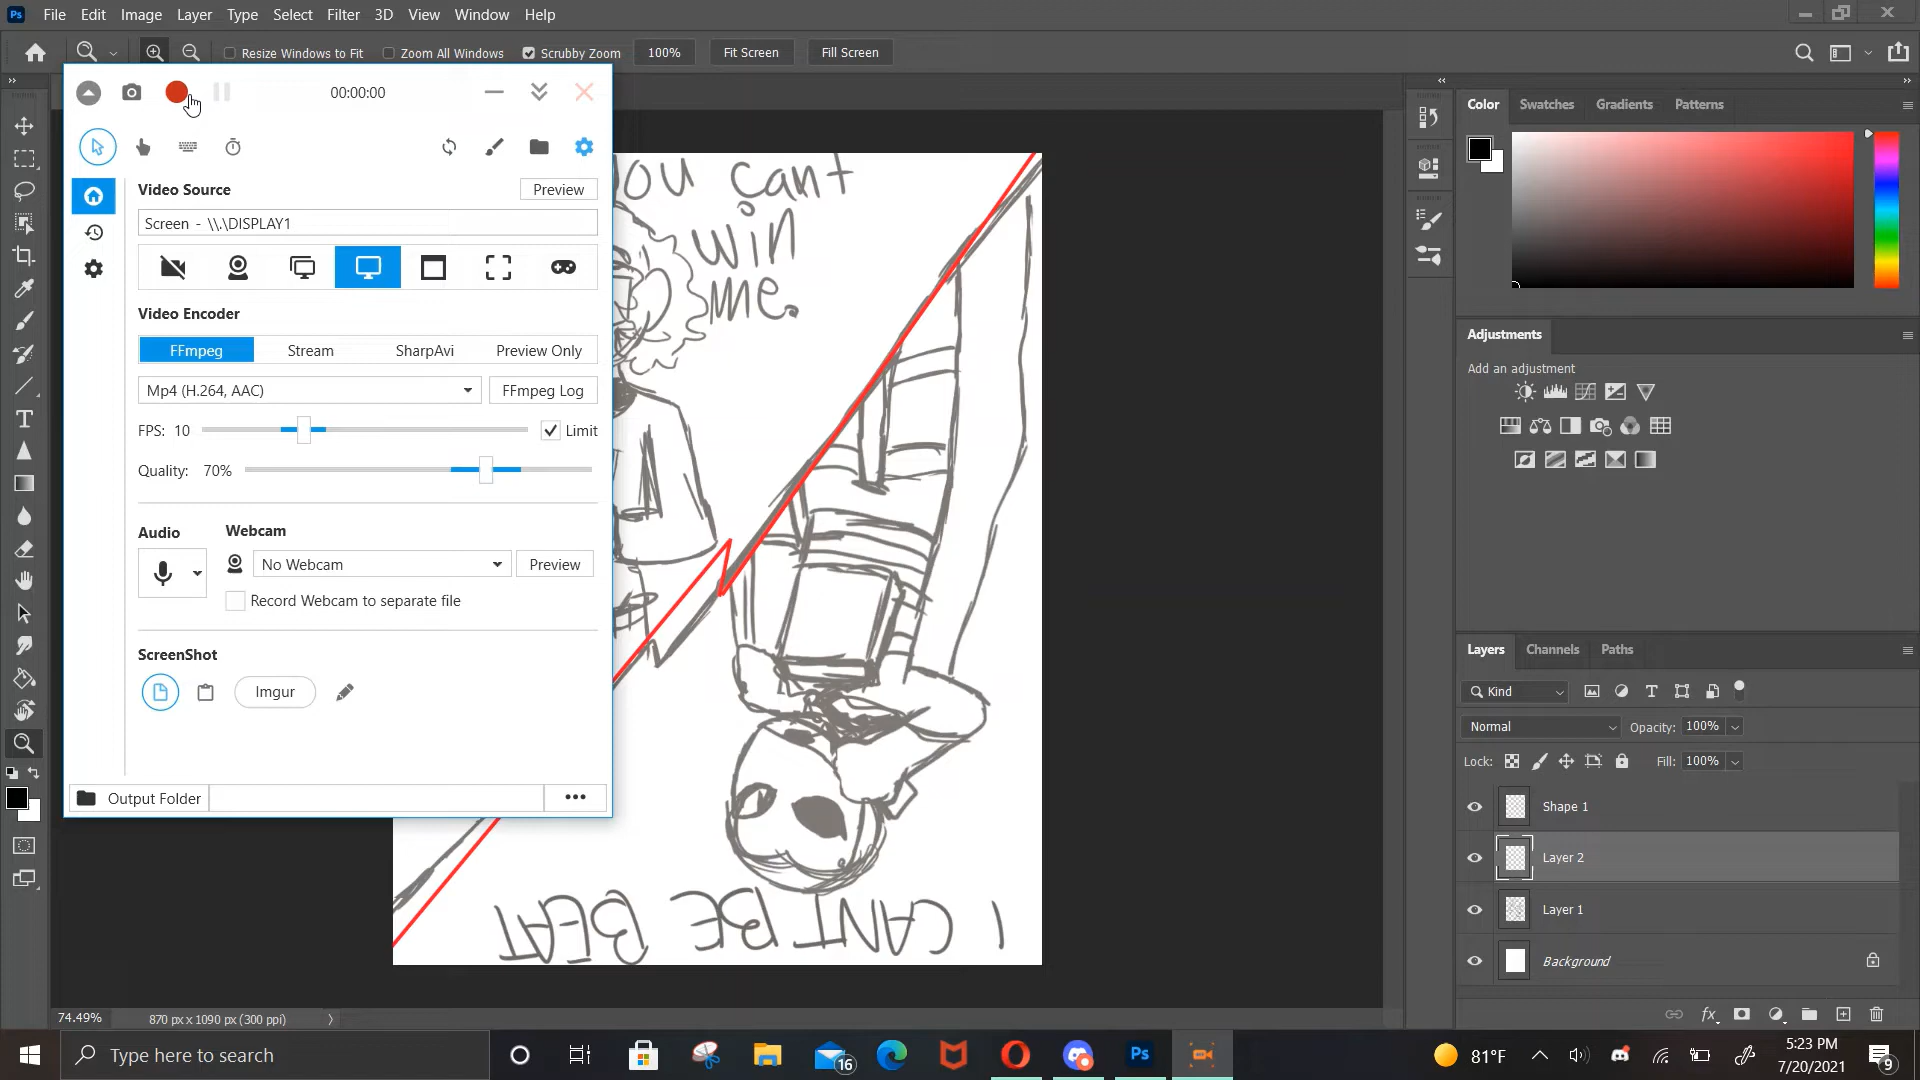 Ps File Edit Image Layer Type Select Filter 3D View Window Help
Resize Windows to Fit Zoom All Windows Scrubby Zoom 100% Fit Screen Fill Screen
00:00:00
Video Source Preview
Screen - \\.\DISPLAY1
Video Encoder
FFmpeg Stream SharpAvi Preview Only
Mp4 (H.264, AAC) FFmpeg Log
FPS: 10 Limit
Quality: 70%
Audio Webcam
No Webcam Preview
Record Webcam to separate file
ScreenShot
Imgur
Output Folder •••
you cant
win
me.
I CANT BE BEAT
Color Swatches Gradients Patterns
Adjustments
Add an adjustment
Layers Channels Paths
Kind
Normal Opacity: 100%
Lock: Fill: 100%
Shape 1
Layer 2
Layer 1
Background
fx
74.49% 870 px x 1090 px (300 ppi)
Type here to search 16 Ps 81°F 5:23 PM
7/20/2021 9